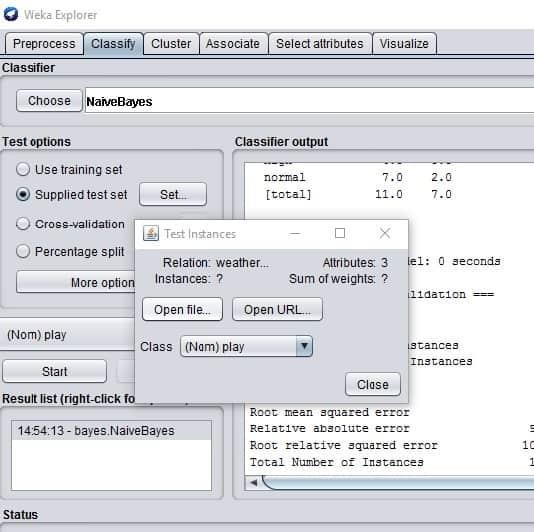 Weka Explorer
Preprocess Classify Cluster Associate Select attributes Visualize
Classifier
Choose NaiveBayes
Test options
Use training set
Supplied test set Set...
Cross-validation
Percentage split
More option
(Nom) play
Start
Result list (right-click fo
14:54:13 - bayes.NaiveBayes
Status
Classifier output
normal 7.0 2.0
[total] 11.0 7.0
el: 0 seconds
lidation ===
stances
Instances
Root mean squared error
Relative absolute error 5
Root relative squared error 10
Total Number of Instances 1
Test Instances
Relation: weather... Attributes: 3
Instances: ? Sum of weights: ?
Open file... Open URL...
Class (Nom) play
Close